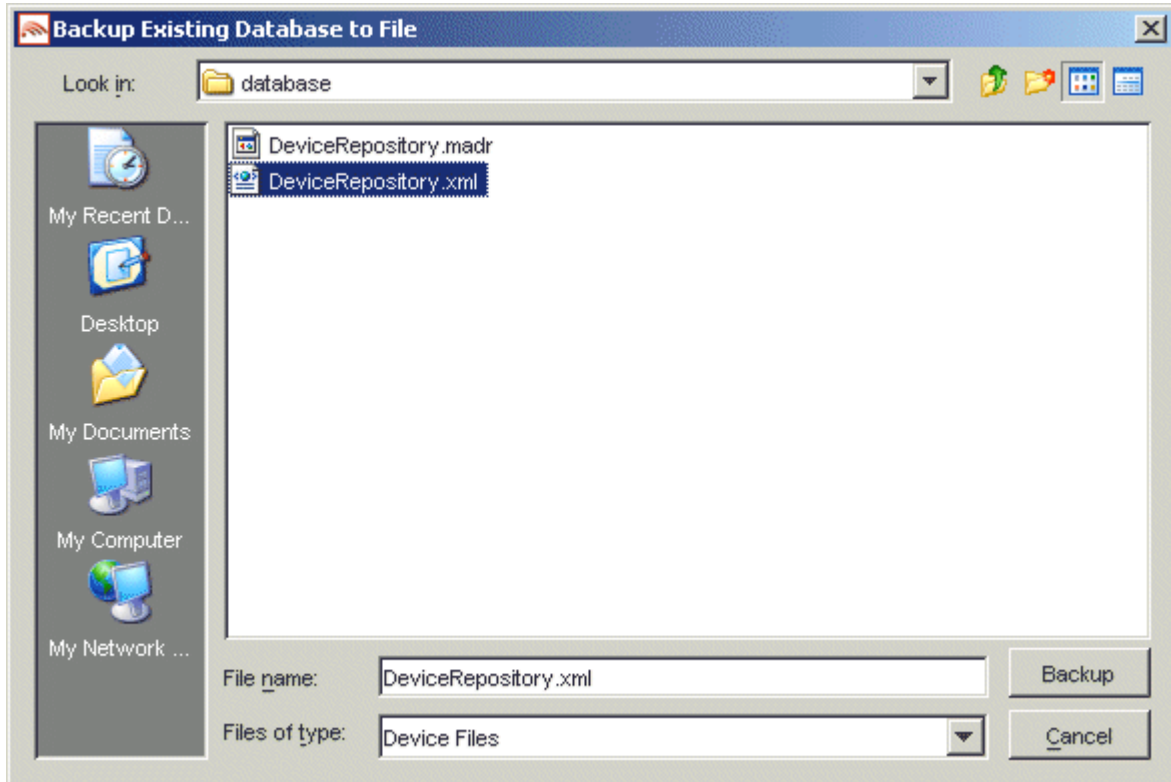 Backup Existing Database to File
Look in: database
DeviceRepository.madr
DeviceRepository.xml
My Recent D...
Desktop
My Documents
My Computer
My Network ...
File name: DeviceRepository.xml Backup
Files of type: Device Files Cancel